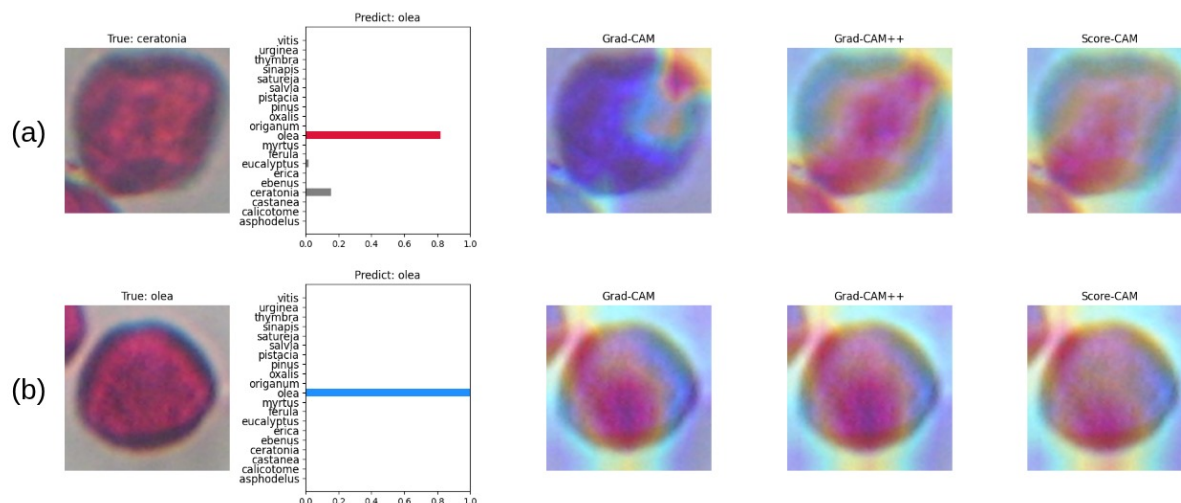 (a)
True: ceratonia
Predict: olea
vitis
urginea
thymbra
sinapis
satureja
salvia
pistacia
pinus
oxalis
origanum
olea
myrtus
ferula
eucalyptus
erica
ebenus
ceratonia
castanea
calicotome
asphodelus
0.0 0.2 0.4 0.6 0.8 1.0
Grad-CAM
Grad-CAM++
Score-CAM
(b)
True: olea
Predict: olea
vitis
urginea
thymbra
sinapis
satureja
salvia
pistacia
pinus
oxalis
origanum
olea
myrtus
ferula
eucalyptus
erica
ebenus
ceratonia
castanea
calicotome
asphodelus
0.0 0.2 0.4 0.6 0.8 1.0
Grad-CAM
Grad-CAM++
Score-CAM